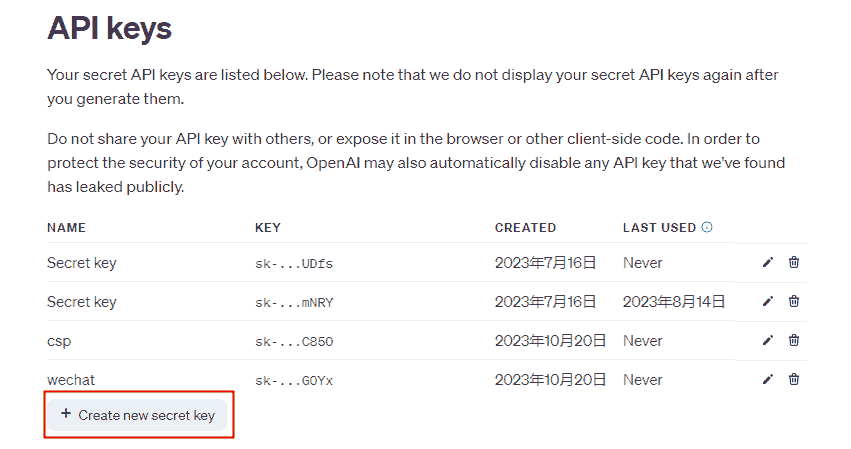 API keys
Your secret API keys are listed below. Please note that we do not display your secret API keys again after
you generate them.
Do not share your API key with others, or expose it in the browser or other client-side code. In order to
protect the security of your account, OpenAI may also automatically disable any API key that we've found
has leaked publicly.
NAME KEY CREATED LAST USED
Secret key sk-...UDfs 2023年7月16日 Never
Secret key sk-...mNRY 2023年7月16日 2023年8月14日
csp sk-...C850 2023年10月20日 Never
wechat sk-...GOYx 2023年10月20日 Never
+ Create new secret key